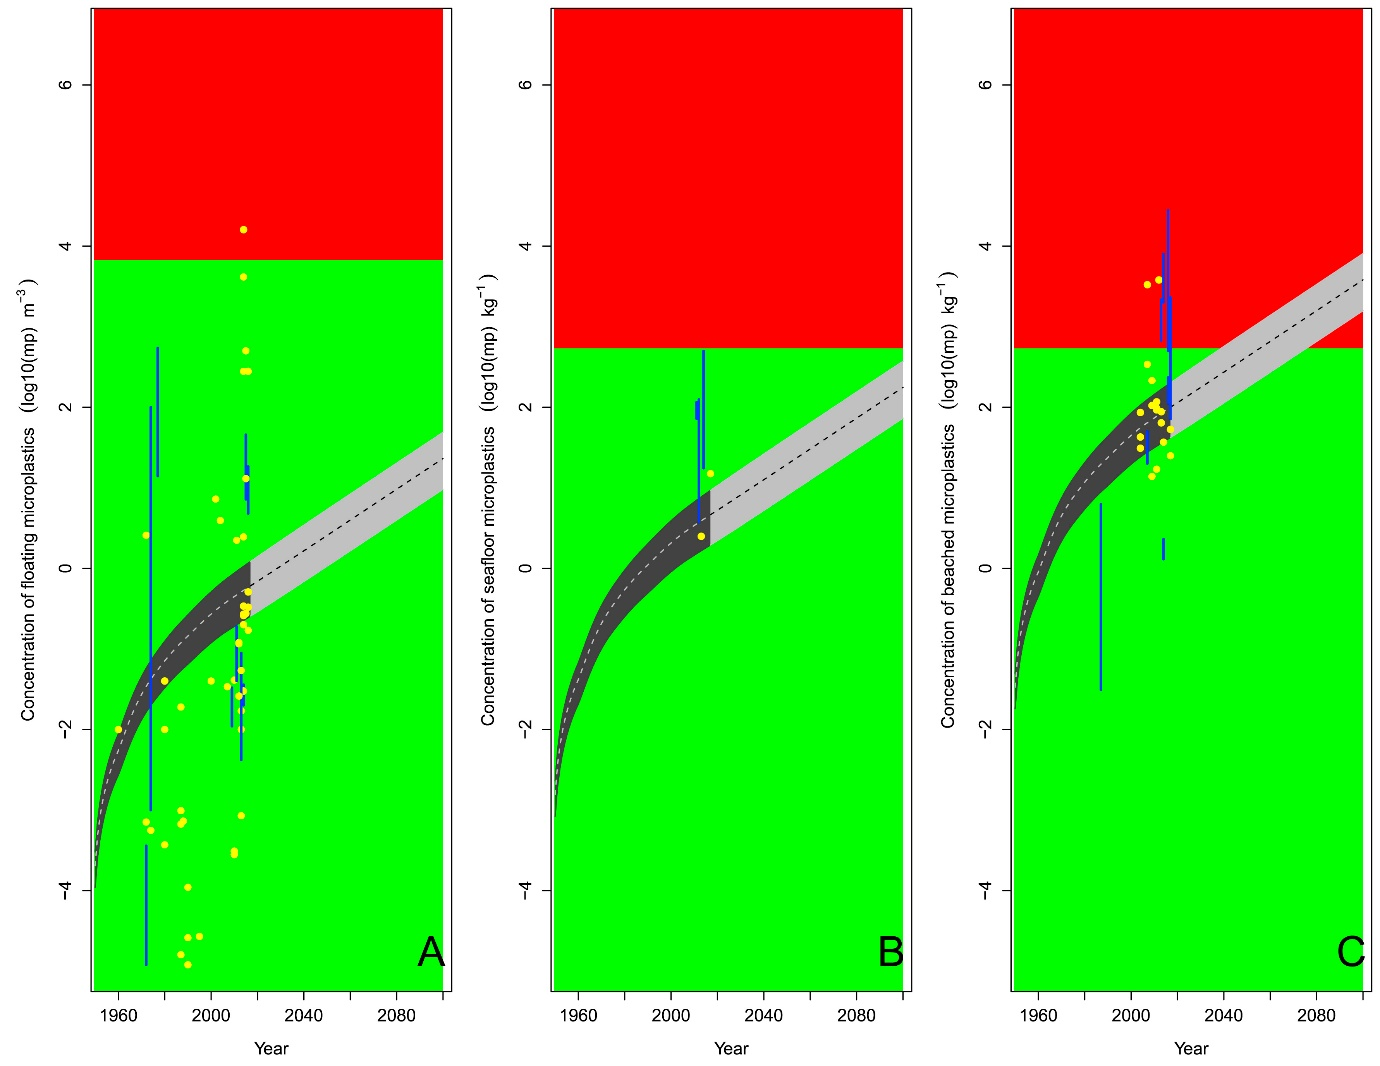 Concentration of floating microplastics (log10(mp) m⁻³)
6
4
2
0
−2
−4
1960 2000 2040 2080
Year
A
Concentration of seafloor microplastics (log10(mp) kg⁻¹)
6
4
2
0
−2
−4
1960 2000 2040 2080
Year
B
Concentration of beached microplastics (log10(mp) kg⁻¹)
6
4
2
0
−2
−4
1960 2000 2040 2080
Year
C